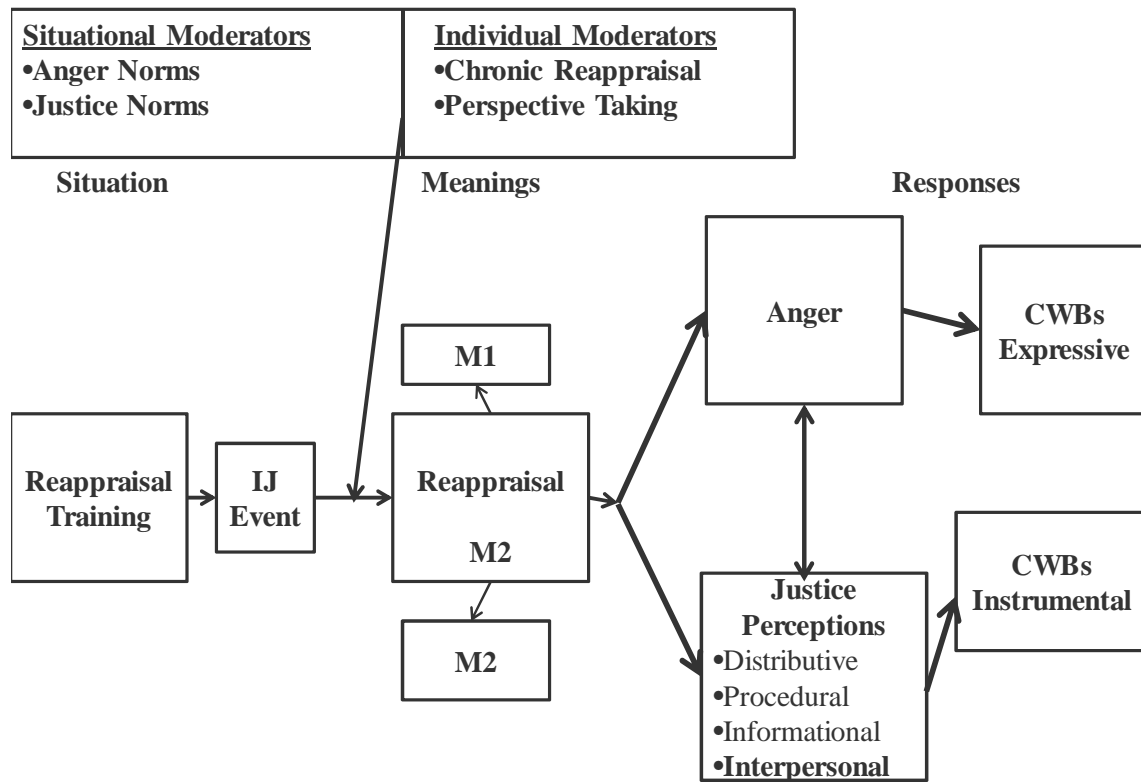 Situational Moderators
•Anger Norms
•Justice Norms
Individual Moderators
•Chronic Reappraisal
•Perspective Taking
Situation
Meanings
Responses
Reappraisal
Training
IJ
Event
M1
Reappraisal
M2
M2
Anger
CWBs
Expressive
Justice
Perceptions
•Distributive
•Procedural
•Informational
•Interpersonal
CWBs
Instrumental